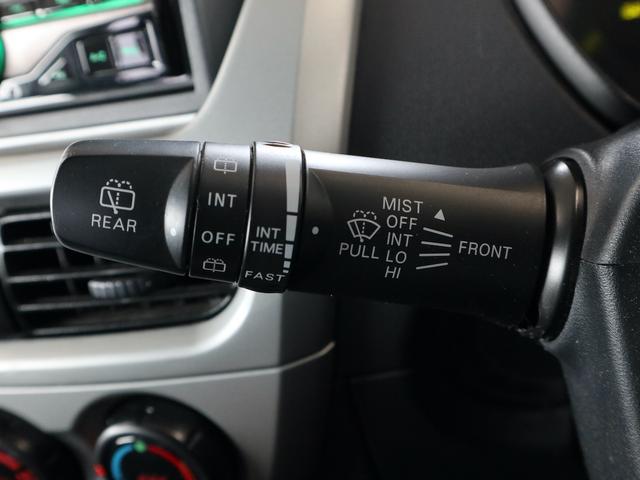 REAR
INT
OFF
INT
TIME
FAST
PULL
MIST
OFF
INT
LO
HI
FRONT